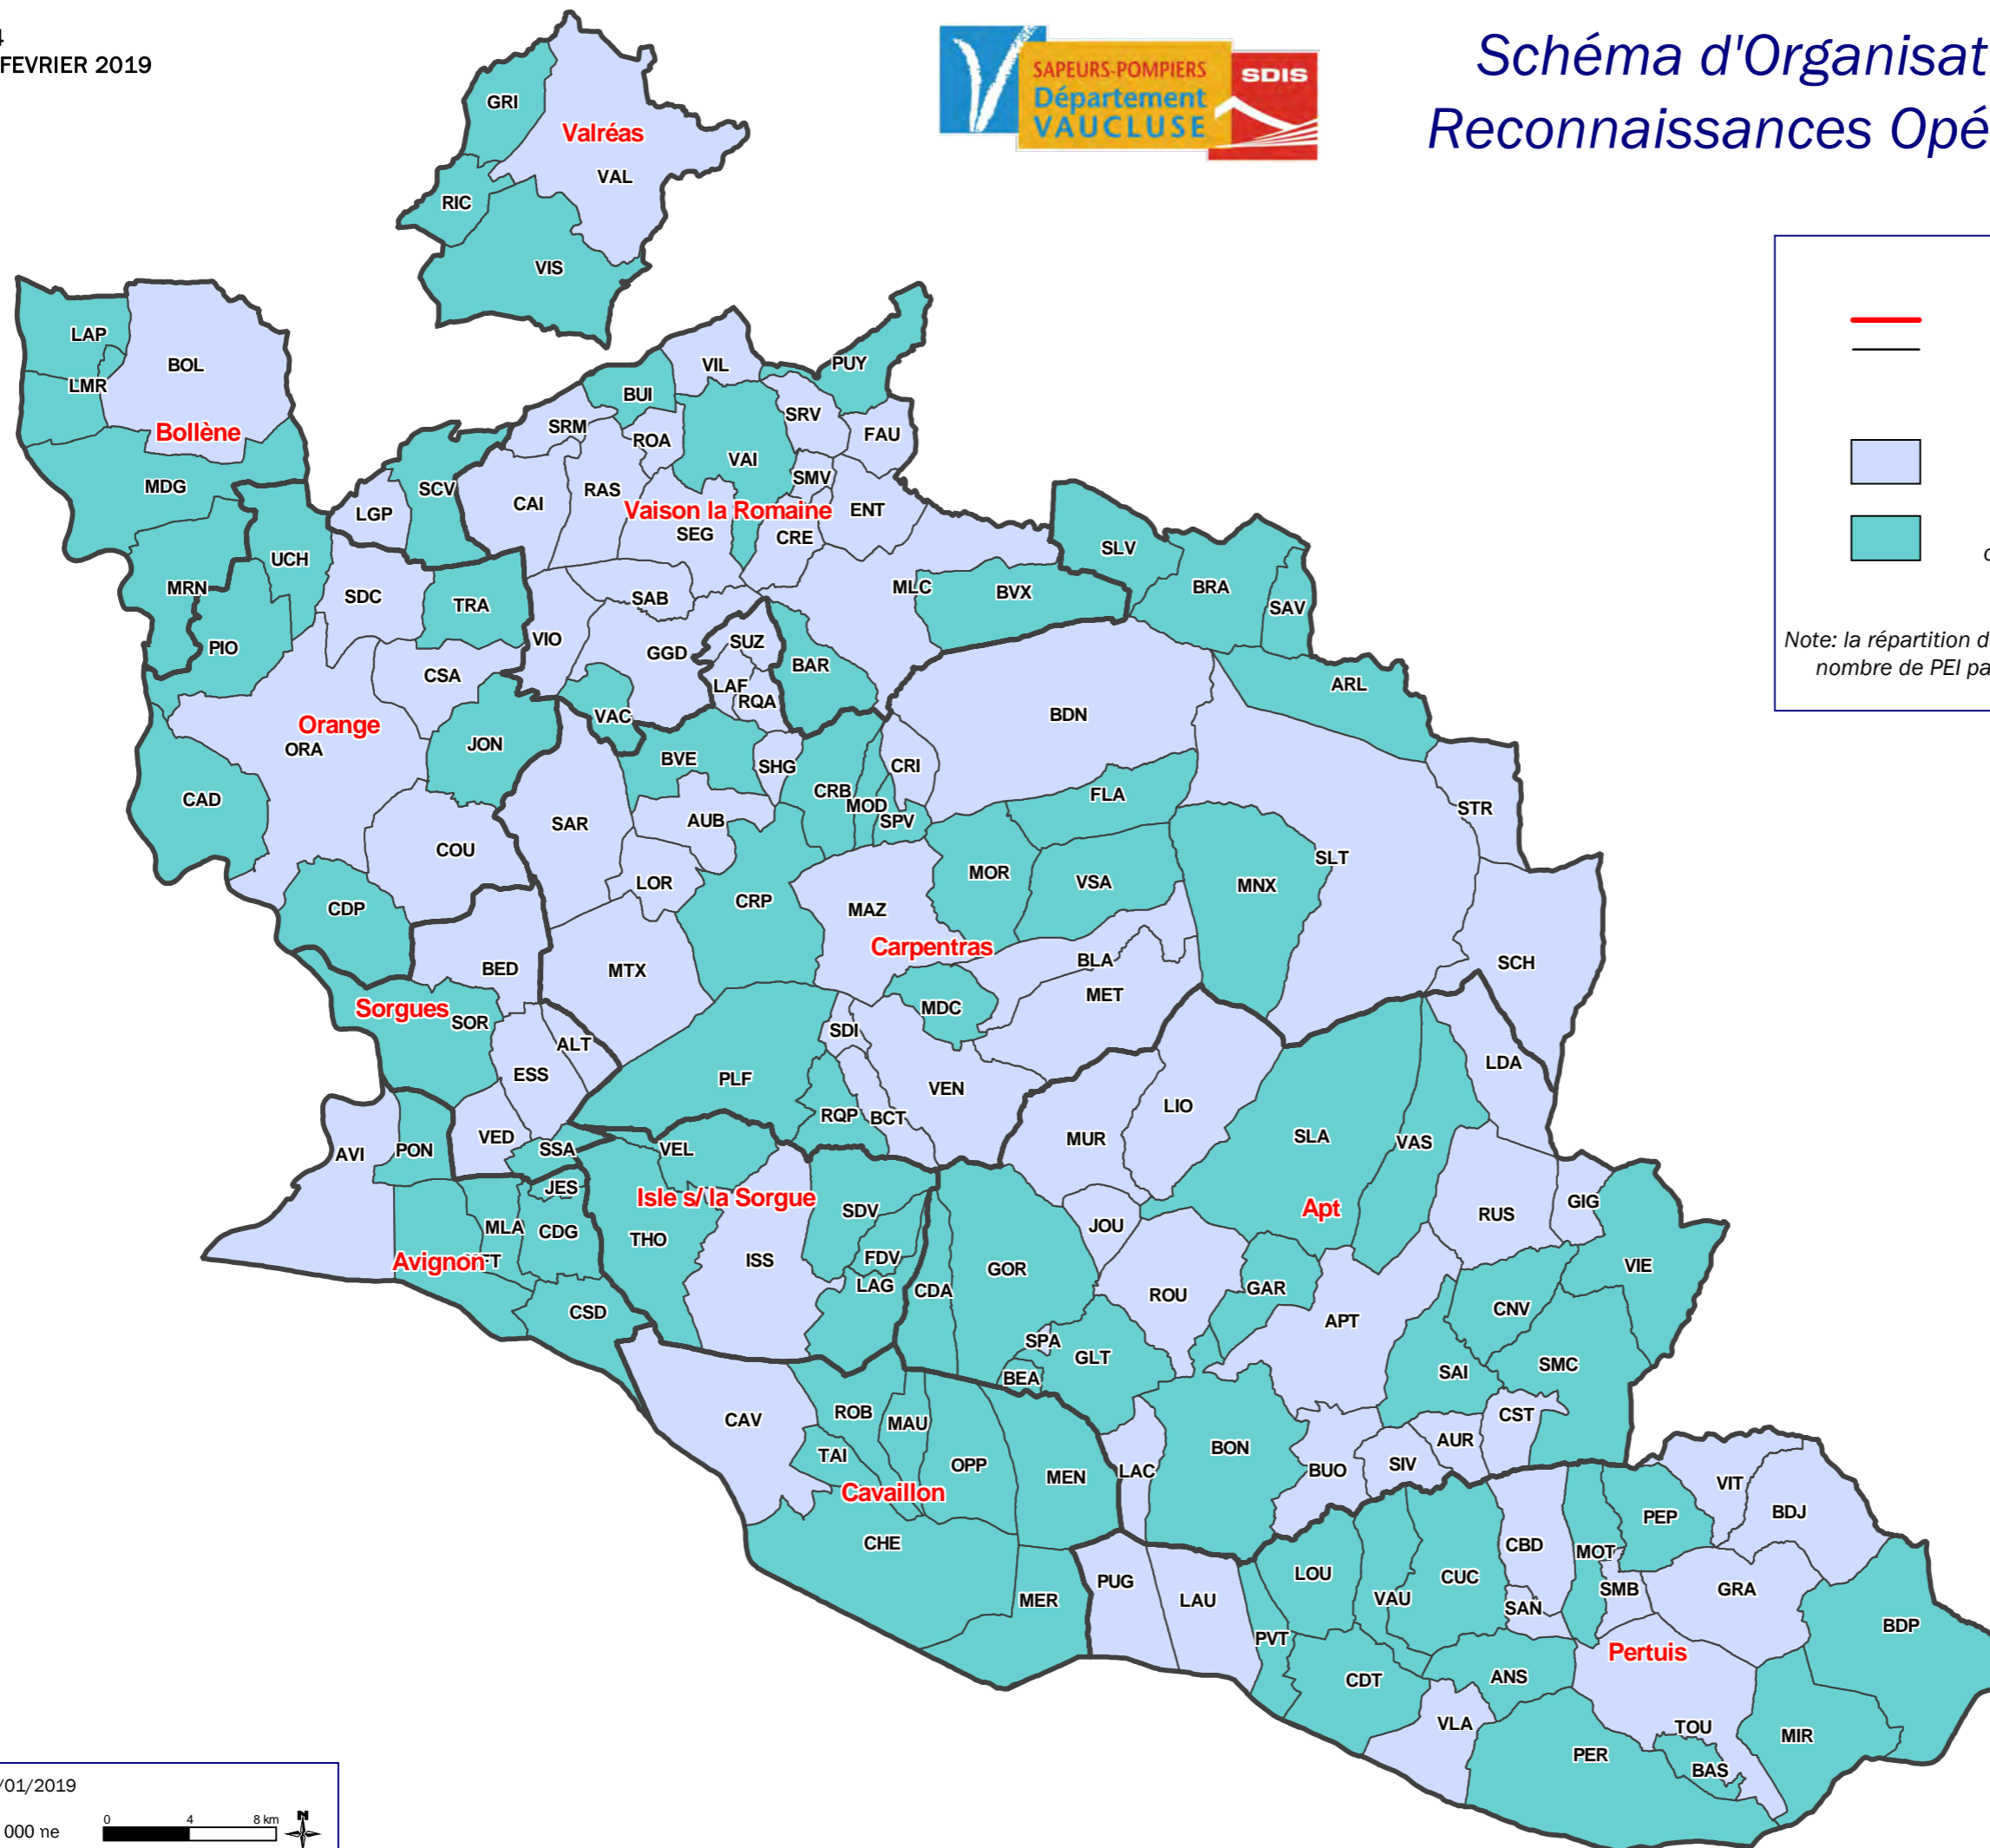 4
FEVRIER 2019
SAPEURS-POMPIERS
Département
VAUCLUSE
SDIS
Schéma d'Organisat
Reconnaissances Opé
c
Note: la répartition d
nombre de PEI pa
GRI
Valréas
VAL
RIC
VIS
LAP
BOL
LMR
Bollène
MDG
VIL
PUY
BUI
SRV
SRM
ROA
FAU
VAI
SMV
SCV
RAS
CAI
LGP
Vaison la Romaine
ENT
SEG
CRE
UCH
SLV
MRN
SDC
TRA
SAB
MLC
BVX
BRA
SAV
PIO
VIO
GGD
SUZ
BAR
CSA
LAF
RQA
ARL
VAC
BDN
Orange
ORA
JON
BVE
SHG
CRI
CAD
CRB
MOD
FLA
STR
SAR
AUB
SPV
COU
SLT
LOR
MOR
VSA
MNX
CDP
CRP
MAZ
Carpentras
BED
MTX
BLA
SCH
MET
Sorgues
SOR
MDC
SDI
ALT
ESS
PLF
VEN
LDA
RQP
BCT
LIO
VED
MUR
SLA
VAS
AVI
PON
SSA
VEL
JES
Isle s/ la Sorgue
Apt
GIG
SDV
RUS
MLA
CDG
THO
JOU
Avignon
FT
ISS
FDV
GOR
VIE
LAG
CDA
ROU
GAR
CSD
CNV
APT
SPA
GLT
SMC
BEA
SAI
CAV
ROB
MAU
CST
TAI
OPP
BON
AUR
MEN
LAC
BUO
SIV
Cavaillon
VIT
BDJ
PEP
CHE
CBD
MOT
LOU
CUC
PUG
SMB
GRA
MER
LAU
VAU
SAN
BDP
PVT
Pertuis
CDT
ANS
VLA
TOU
MIR
PER
BAS
/01/2019
000 ne
0 4 8 km
N